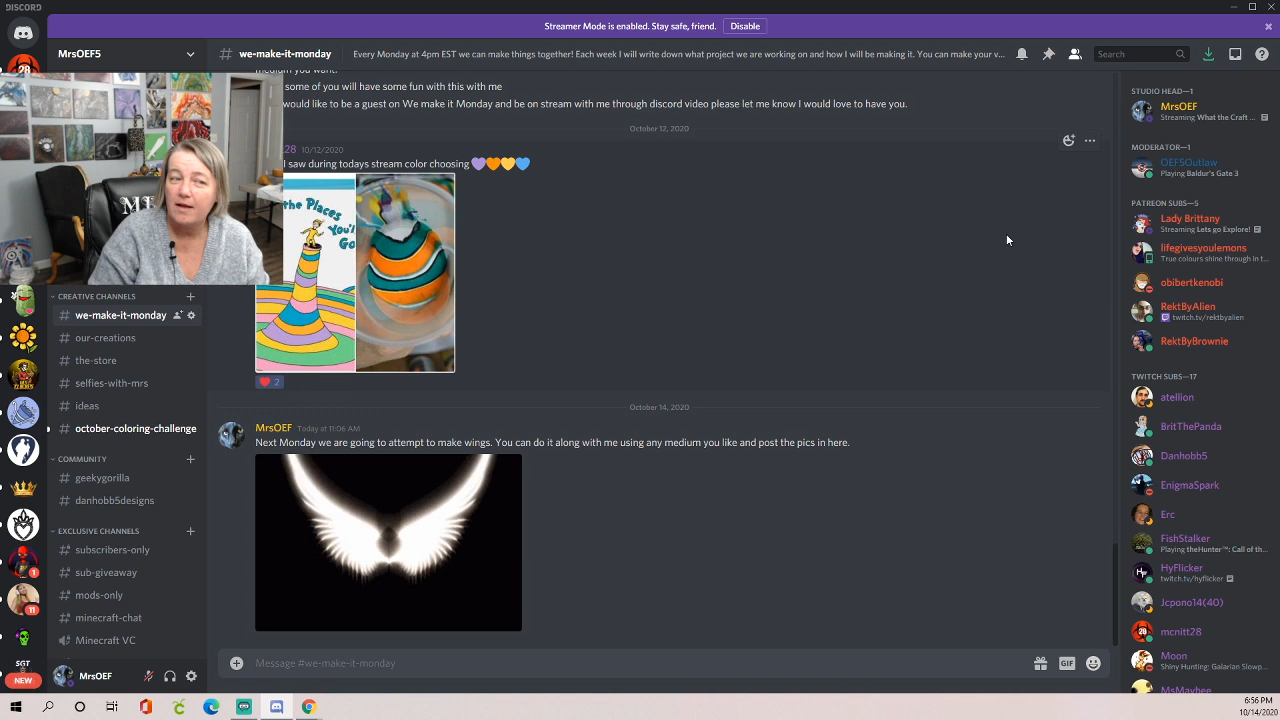 DISCORD
Streamer Mode is enabled. Stay safe, friend. Disable
MrsOEF5
# we-make-it-monday
Every Monday at 4pm EST we can make things together! Each week I will write down what project we are working on and how I will be making it. You can make your v...
Search
medium you want.
some of you will have some fun with this with me
would like to be a guest on We make it Monday and be on stream with me through discord video please let me know I would love to have you.
October 12, 2020
28 10/12/2020
I saw during todays stream color choosing 💜🧡💛💙
the Places
You'l
Go
❤️ 2
October 14, 2020
MrsOEF Today at 11:06 AM
Next Monday we are going to attempt to make wings. You can do it along with me using any medium you like and post the pics in here.
Message #we-make-it-monday
GIF
CREATIVE CHANNELS
# we-make-it-monday
# our-creations
# the-store
# selfies-with-mrs
# ideas
# october-coloring-challenge
COMMUNITY
# geekygorilla
# danhobb5designs
EXCLUSIVE CHANNELS
# subscribers-only
# sub-giveaway
# mods-only
# minecraft-chat
Minecraft VC
1
11
SGT
NEW
MrsOEF
STUDIO HEAD—1
MrsOEF
Streaming What the Craft ...
MODERATOR—1
OEF5Outlaw
Playing Baldur's Gate 3
PATREON SUBS—5
Lady Brittany
Streaming Lets go Explore!
lifegivesyoulemons
True colours shine through in t...
obibertkenobi
RektByAlien
twitch.tv/rektbyalien
RektByBrownie
TWITCH SUBS—17
atellion
BritThePanda
Danhobb5
EnigmaSpark
Erc
FishStalker
Playing theHunter™: Call of th...
HyFlicker
twitch.tv/hyflicker
Jcpono14(40)
mcnitt28
Moon
Shiny Hunting: Galarian Slowp...
MsMaybee
6:56 PM
10/14/2020